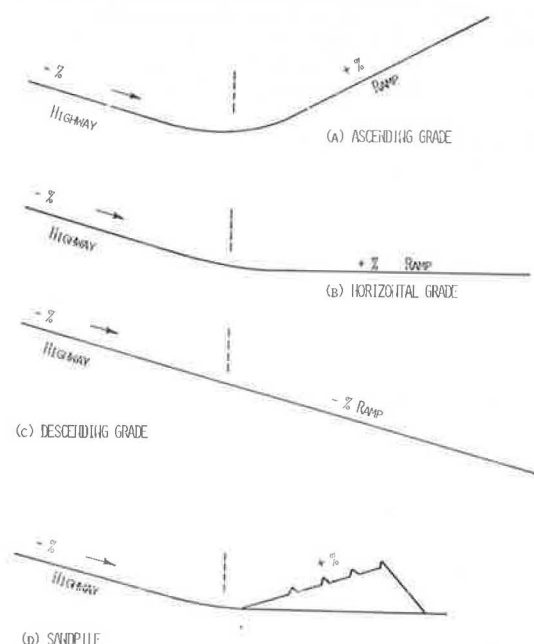 - %
HIGHWAY
+ %
RAMP
(A) ASCENDING GRADE
- %
HIGHWAY
+ % RAMP
(B) HORIZONTAL GRADE
- %
HIGHWAY
- % RAMP
(C) DESCENDING GRADE
- %
HIGHWAY
+ %
(D) SANDPILE